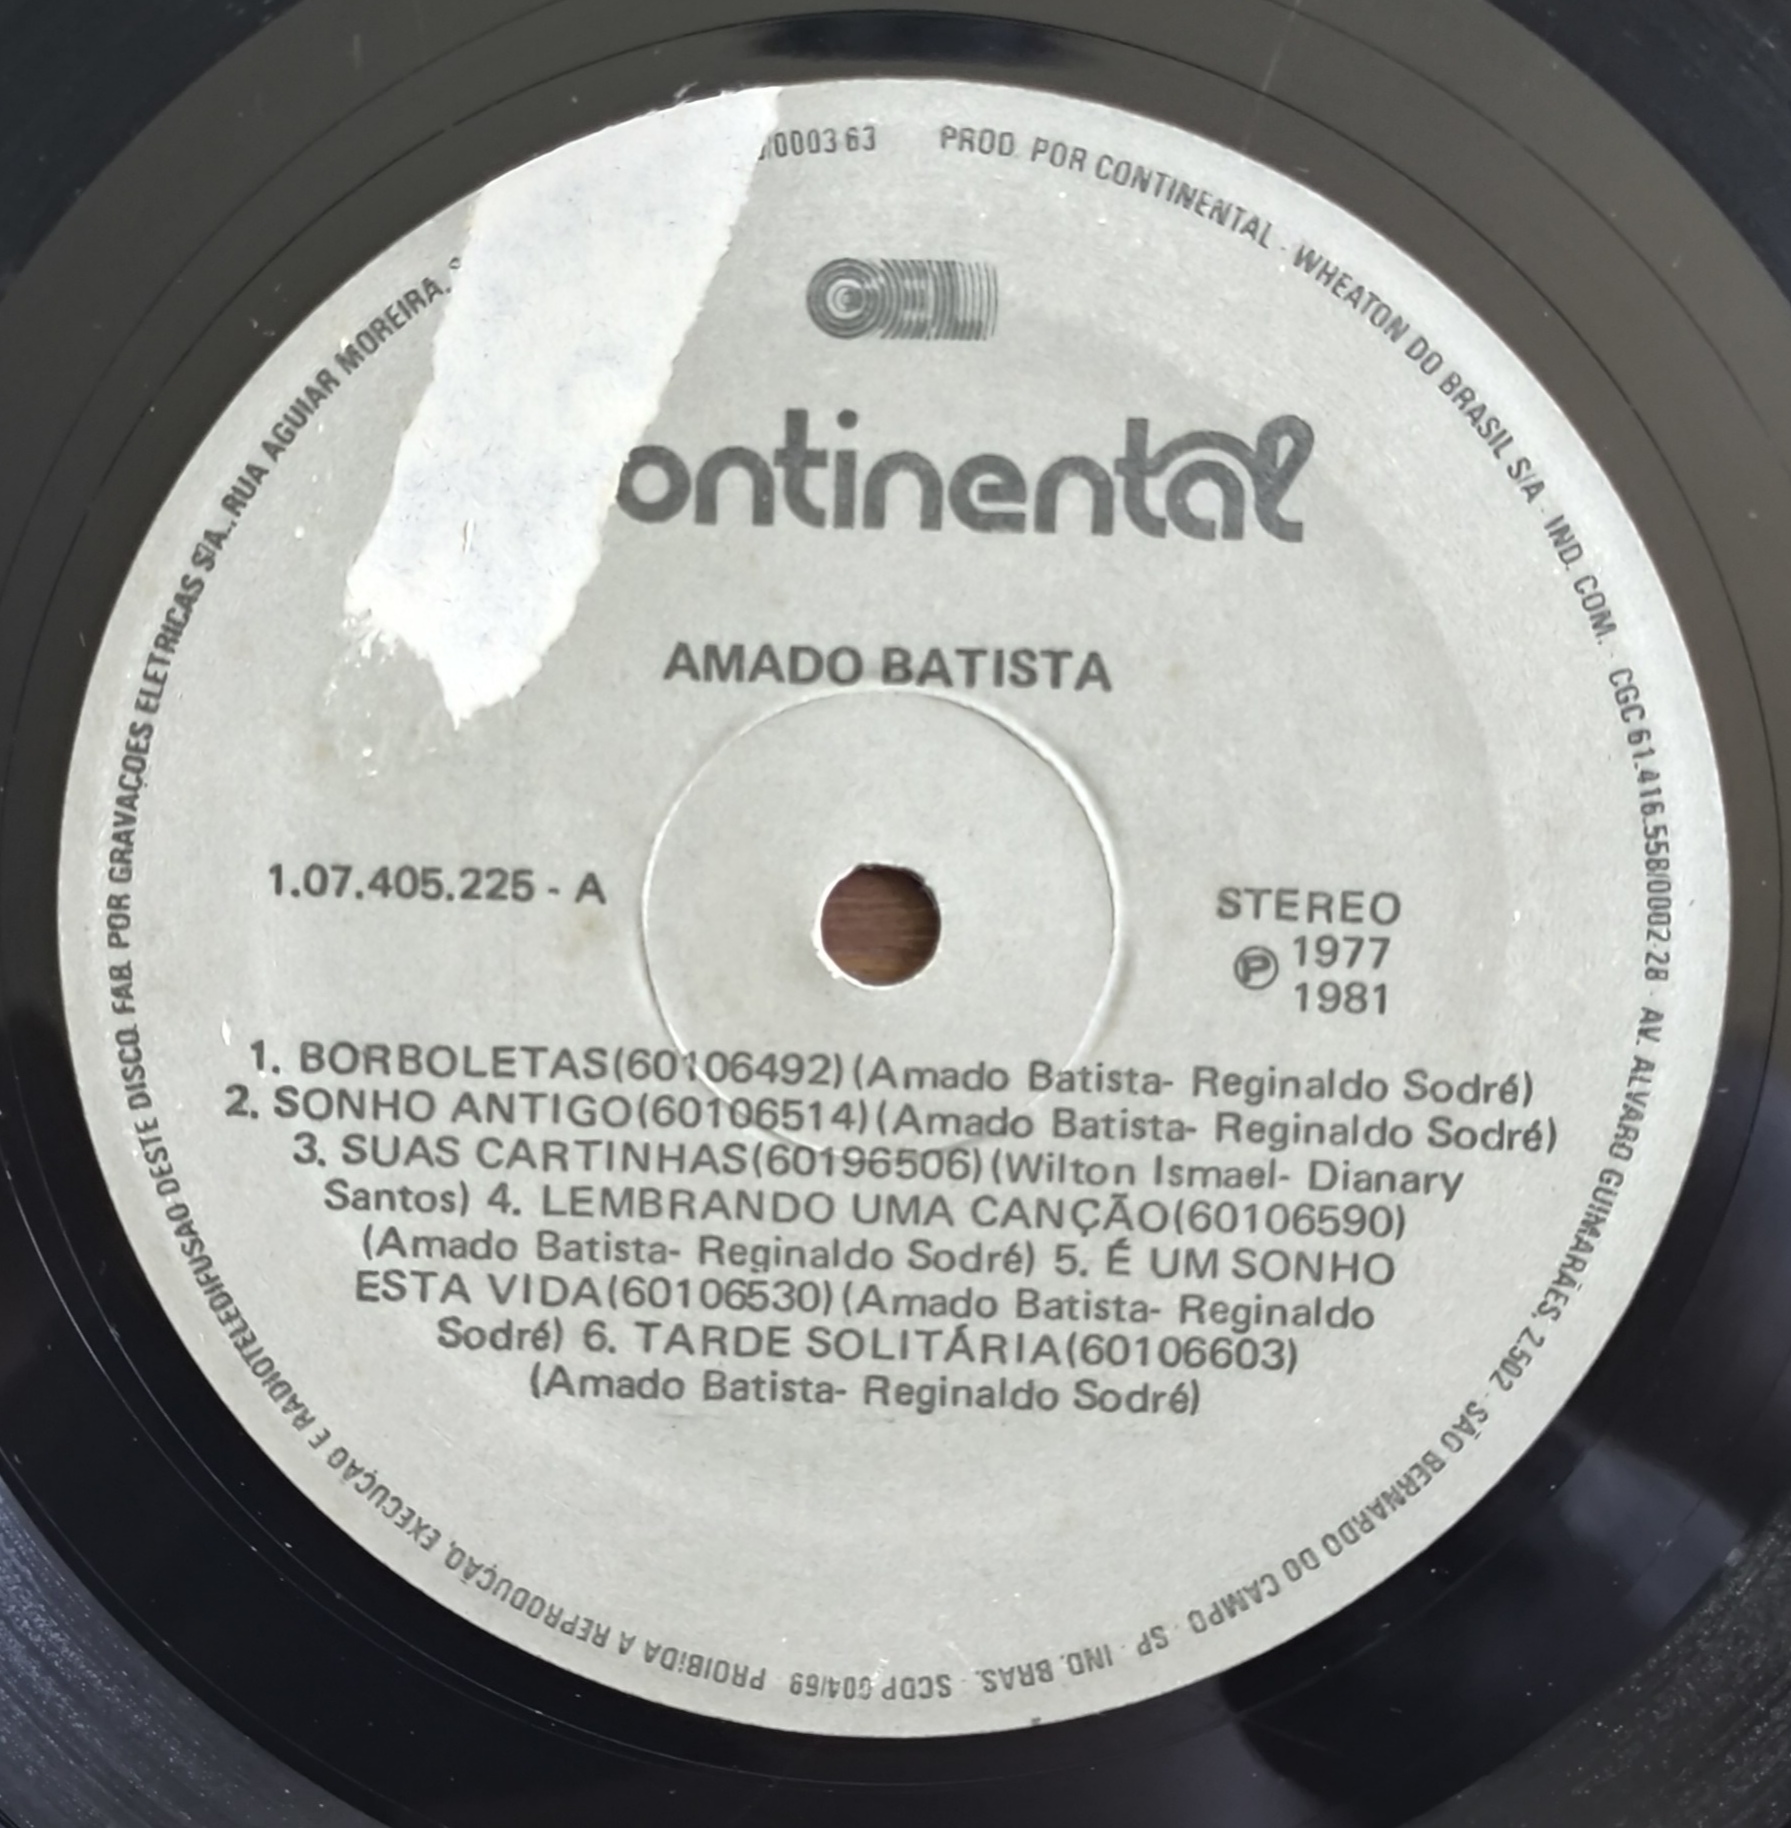 /000363 PROD. POR CONTINENTAL - WHEATON DO BRASIL S/A - IND. COM. - CGC 61.416.558/0002-28 - AV. ALVARO GUIMARÃES, 2.502 - SÃO BERNARDO DO CAMPO - SP - IND. BRAS. - SCDP 004/69 - PROIBIDA A REPRODUÇÃO, EXECUÇÃO E RADIOTELEDIFUSÃO DESTE DISCO. FAB. POR GRAVAÇOES ELETRICAS S/A., RUA AGUIAR MOREIRA,
ontinental
AMADO BATISTA
1.07.405.225 - A
STEREO
℗ 1977
1981
1. BORBOLETAS(60106492)(Amado Batista- Reginaldo Sodré)
2. SONHO ANTIGO(60106514)(Amado Batista- Reginaldo Sodré)
3. SUAS CARTINHAS(60196506)(Wilton Ismael- Dianary
Santos) 4. LEMBRANDO UMA CANÇÃO(60106590)
(Amado Batista- Reginaldo Sodré) 5. É UM SONHO
ESTA VIDA(60106530)(Amado Batista- Reginaldo
Sodré) 6. TARDE SOLITÁRIA(60106603)
(Amado Batista- Reginaldo Sodré)